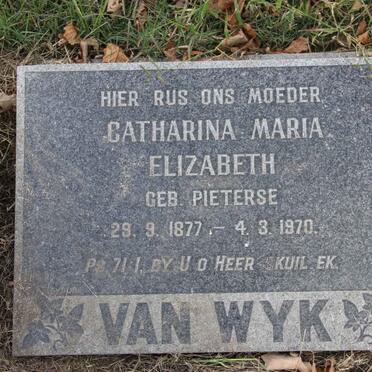 HIER RUS ONS MOEDER
CATHARINA MARIA
ELIZABETH
GEB. PIETERSE
29. 9. 1877 - 4. 3. 1970.
Ps. 71:1. BY U O HEER SKUIL EK.
VAN WYK